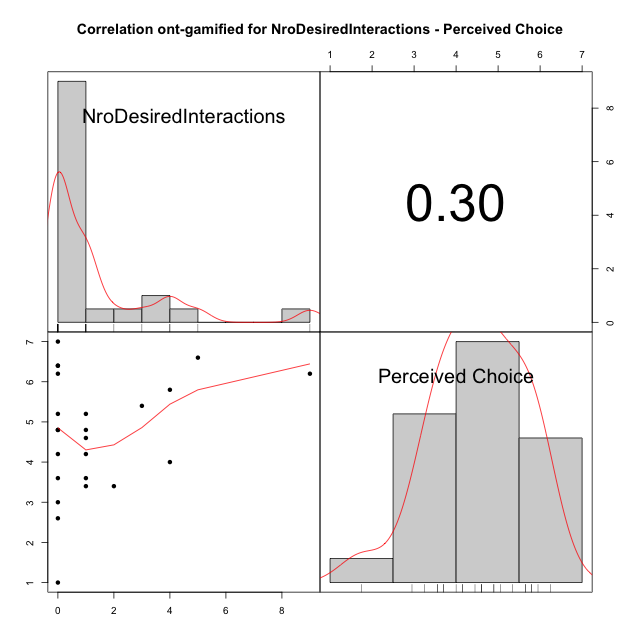 Correlation ont-gamified for NroDesiredInteractions - Perceived Choice
1 2 3 4 5 6 7
NroDesiredInteractions
0.30
8
6
4
2
0
7
6
5
4
3
2
1
Perceived Choice
0 2 4 6 8